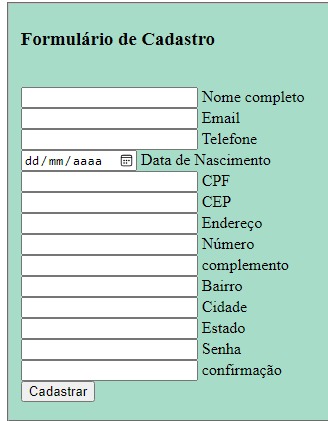 Formulário de Cadastro
Nome completo
Email
Telefone
dd/mm/aaaa Data de Nascimento
CPF
CEP
Endereço
Número
complemento
Bairro
Cidade
Estado
Senha
confirmação
Cadastrar